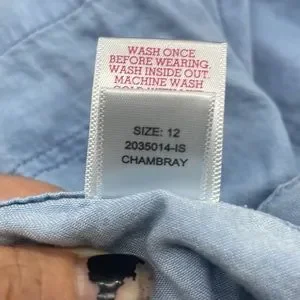 WASH ONCE
BEFORE WEARING.
WASH INSIDE OUT.
MACHINE WASH
SIZE: 12
2035014-IS
CHAMBRAY